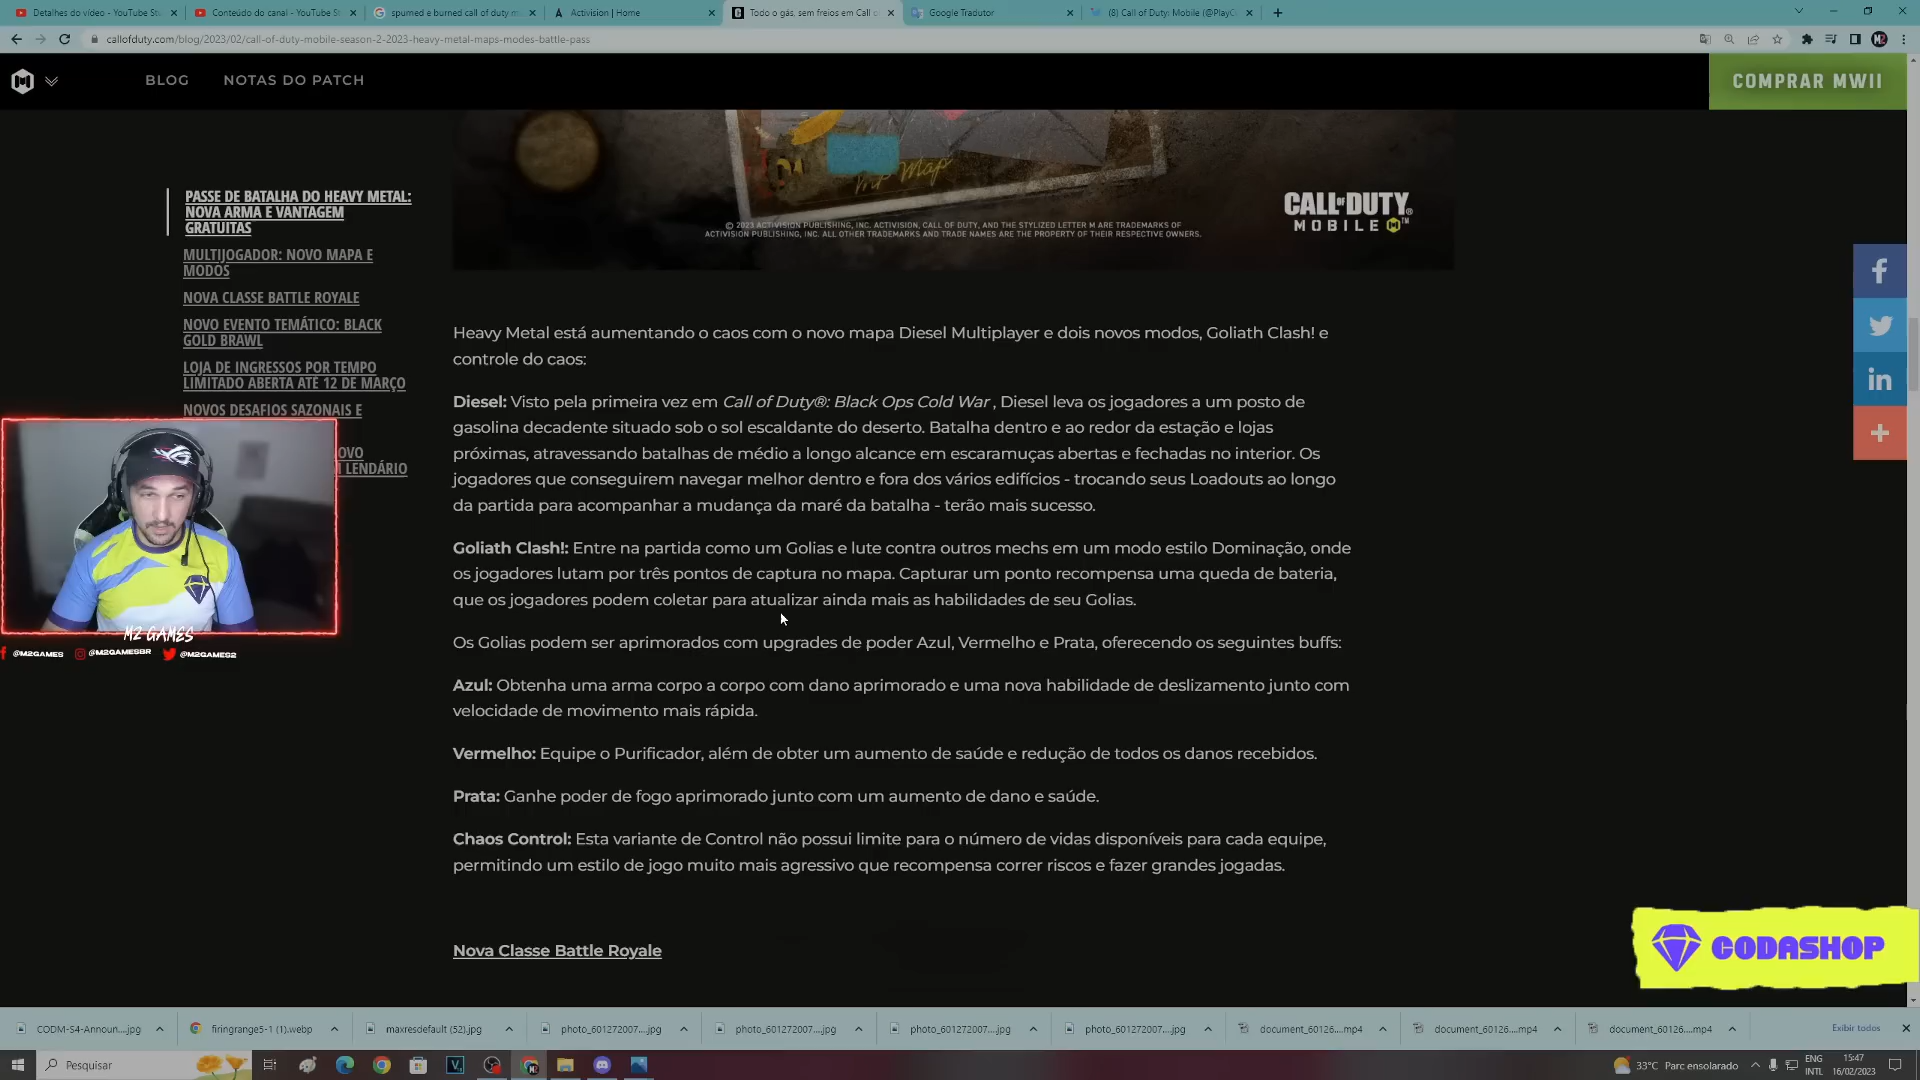 Detalhes do vídeo - YouTube St
Conteúdo do canal - YouTube S
spurned e burned call of duty m
Activision | Home
Todo o gás, sem freios em Call o
Google Tradutor
(8) Call of Duty: Mobile (@PlayC
callofduty.com/blog/2023/02/call-of-duty-mobile-season-2-2023-heavy-metal-maps-modes-battle-pass
BLOG
NOTAS DO PATCH
COMPRAR MWII
MP Map
CALL OF DUTY
MOBILE
© 2023 ACTIVISION PUBLISHING, INC. ACTIVISION, CALL OF DUTY, AND THE STYLIZED LETTER M ARE TRADEMARKS OF
ACTIVISION PUBLISHING, INC. ALL OTHER TRADEMARKS AND TRADE NAMES ARE THE PROPERTY OF THEIR RESPECTIVE OWNERS.
PASSE DE BATALHA DO HEAVY METAL:
NOVA ARMA E VANTAGEM
GRATUITAS
MULTIJOGADOR: NOVO MAPA E
MODOS
NOVA CLASSE BATTLE ROYALE
NOVO EVENTO TEMÁTICO: BLACK
GOLD BRAWL
LOJA DE INGRESSOS POR TEMPO
LIMITADO ABERTA ATÉ 12 DE MARÇO
NOVOS DESAFIOS SAZONAIS E
OVO
LENDÁRIO
Heavy Metal está aumentando o caos com o novo mapa Diesel Multiplayer e dois novos modos, Goliath Clash! e
controle do caos:
Diesel: Visto pela primeira vez em Call of Duty®: Black Ops Cold War , Diesel leva os jogadores a um posto de
gasolina decadente situado sob o sol escaldante do deserto. Batalha dentro e ao redor da estação e lojas
próximas, atravessando batalhas de médio a longo alcance em escaramuças abertas e fechadas no interior. Os
jogadores que conseguirem navegar melhor dentro e fora dos vários edifícios - trocando seus Loadouts ao longo
da partida para acompanhar a mudança da maré da batalha - terão mais sucesso.
Goliath Clash!: Entre na partida como um Golias e lute contra outros mechs em um modo estilo Dominação, onde
os jogadores lutam por três pontos de captura no mapa. Capturar um ponto recompensa uma queda de bateria,
que os jogadores podem coletar para atualizar ainda mais as habilidades de seu Golias.
Os Golias podem ser aprimorados com upgrades de poder Azul, Vermelho e Prata, oferecendo os seguintes buffs:
Azul: Obtenha uma arma corpo a corpo com dano aprimorado e uma nova habilidade de deslizamento junto com
velocidade de movimento mais rápida.
Vermelho: Equipe o Purificador, além de obter um aumento de saúde e redução de todos os danos recebidos.
Prata: Ganhe poder de fogo aprimorado junto com um aumento de dano e saúde.
Chaos Control: Esta variante de Control não possui limite para o número de vidas disponíveis para cada equipe,
permitindo um estilo de jogo muito mais agressivo que recompensa correr riscos e fazer grandes jogadas.
Nova Classe Battle Royale
M2 GAMES
@M2GAMES
@M2GAMESBR
@M2GAMES2
CODASHOP
CODM-S4-Announ....jpg
firingrange5-1 (1).webp
maxresdefault (52).jpg
photo_601272007....jpg
photo_601272007....jpg
photo_601272007....jpg
photo_601272007....jpg
document_60126....mp4
document_60126....mp4
document_60126....mp4
Exibir todos
Pesquisar
33°C Parc ensolarado
ENG
INTL
15:47
16/02/2023